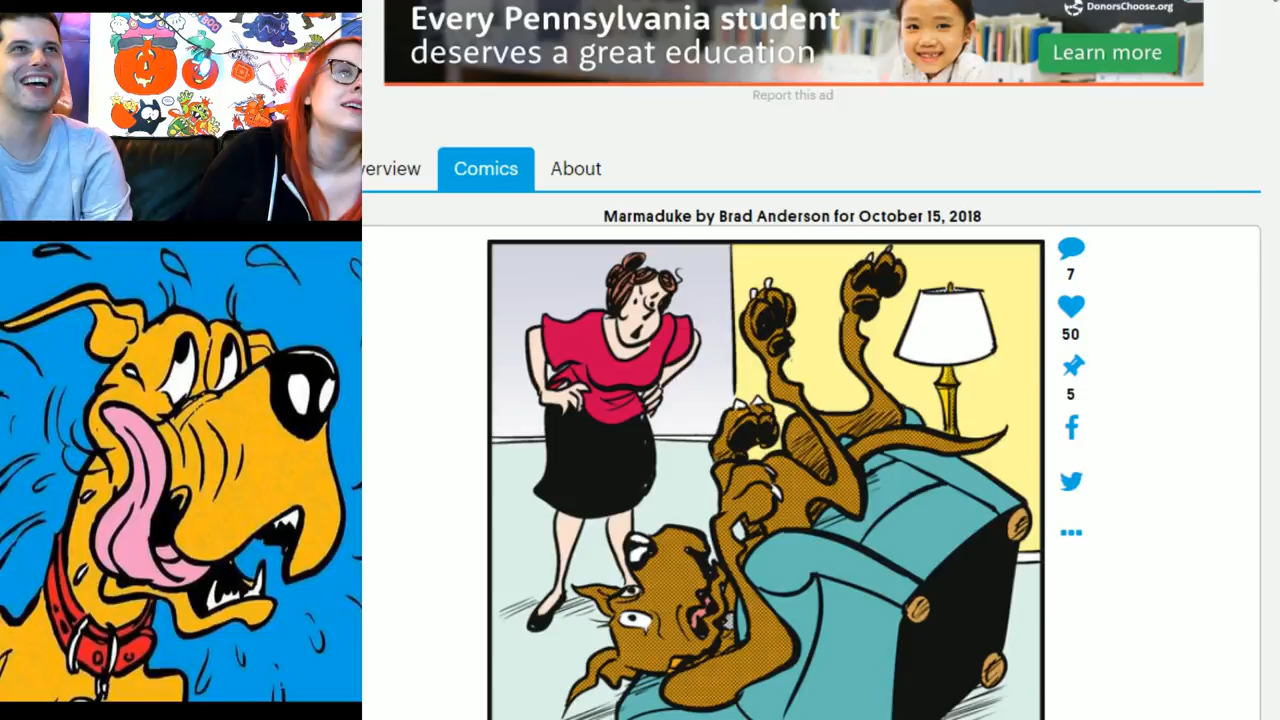 Every Pennsylvania student
deserves a great education
DonorsChoose.org
Learn more
Report this ad
erview
Comics
About
Marmaduke by Brad Anderson for October 15, 2018
7
50
5
BOO